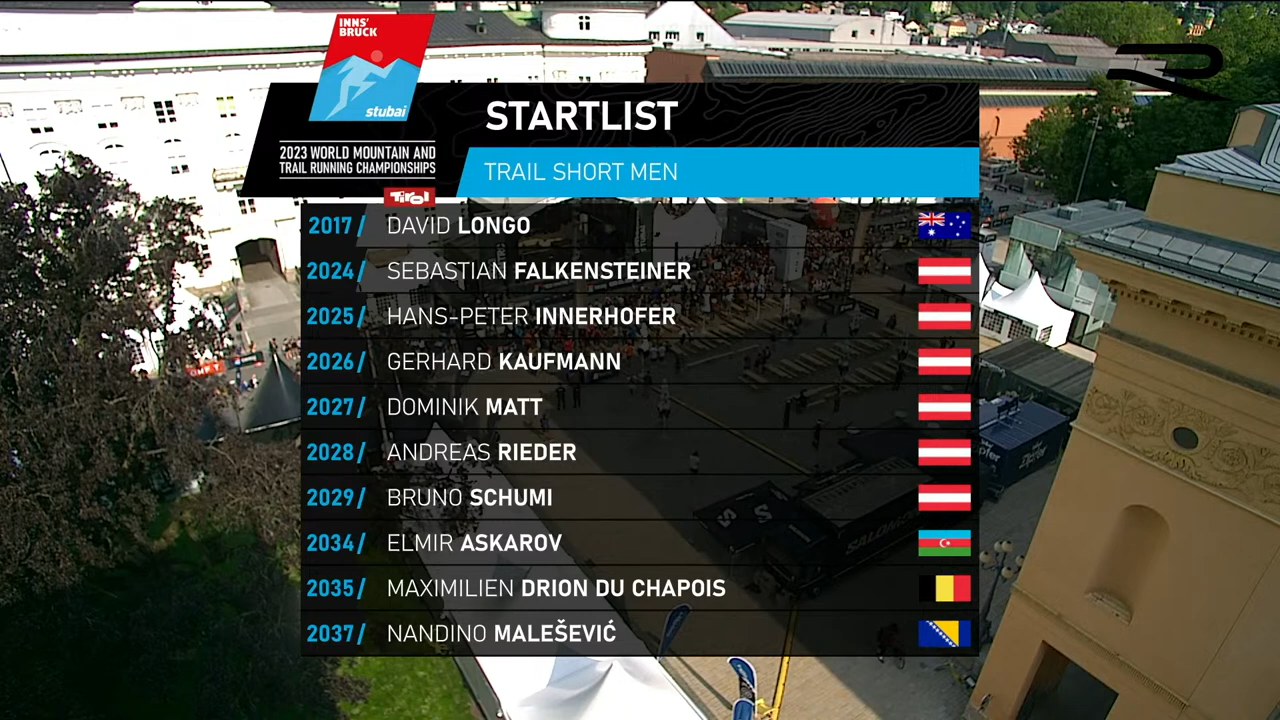 INNS'
BRUCK
stubai
2023 WORLD MOUNTAIN AND
TRAIL RUNNING CHAMPIONSHIPS
Tirol
STARTLIST
TRAIL SHORT MEN
2017 / DAVID LONGO
2024 / SEBASTIAN FALKENSTEINER
2025 / HANS-PETER INNERHOFER
2026 / GERHARD KAUFMANN
2027 / DOMINIK MATT
2028 / ANDREAS RIEDER
2029 / BRUNO SCHUMI
2034 / ELMIR ASKAROV
2035 / MAXIMILIEN DRION DU CHAPOIS
2037 / NANDINO MALEŠEVIĆ
SALOMON
Zipfer